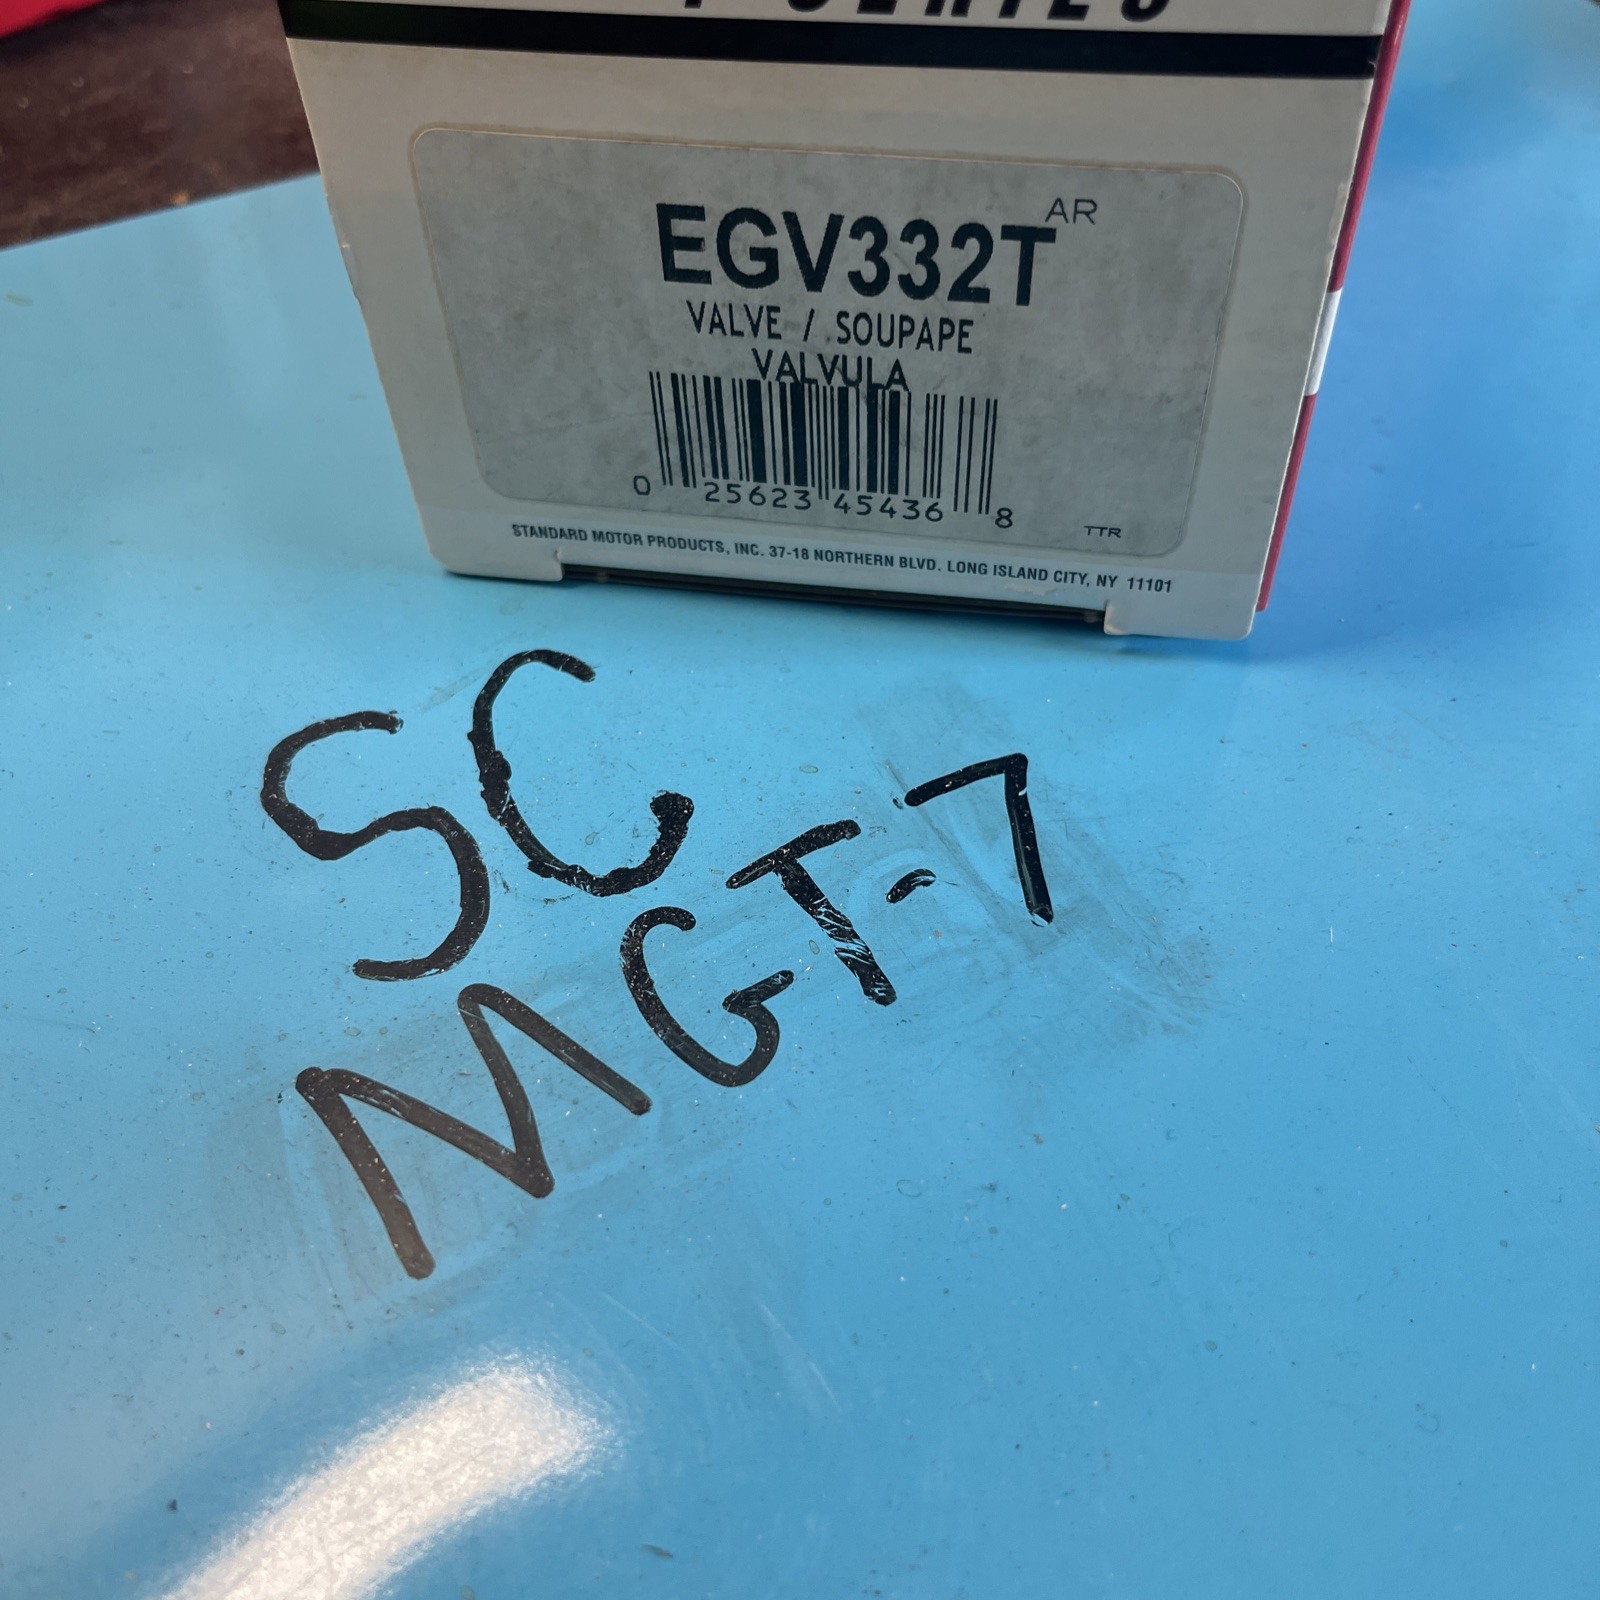 T SERIES
EGV332T AR
VALVE / SOUPAPE
VALVULA
0 25623 45436 8
TTR
STANDARD MOTOR PRODUCTS, INC. 37-18 NORTHERN BLVD. LONG ISLAND CITY, NY 11101
SC
MGT-7